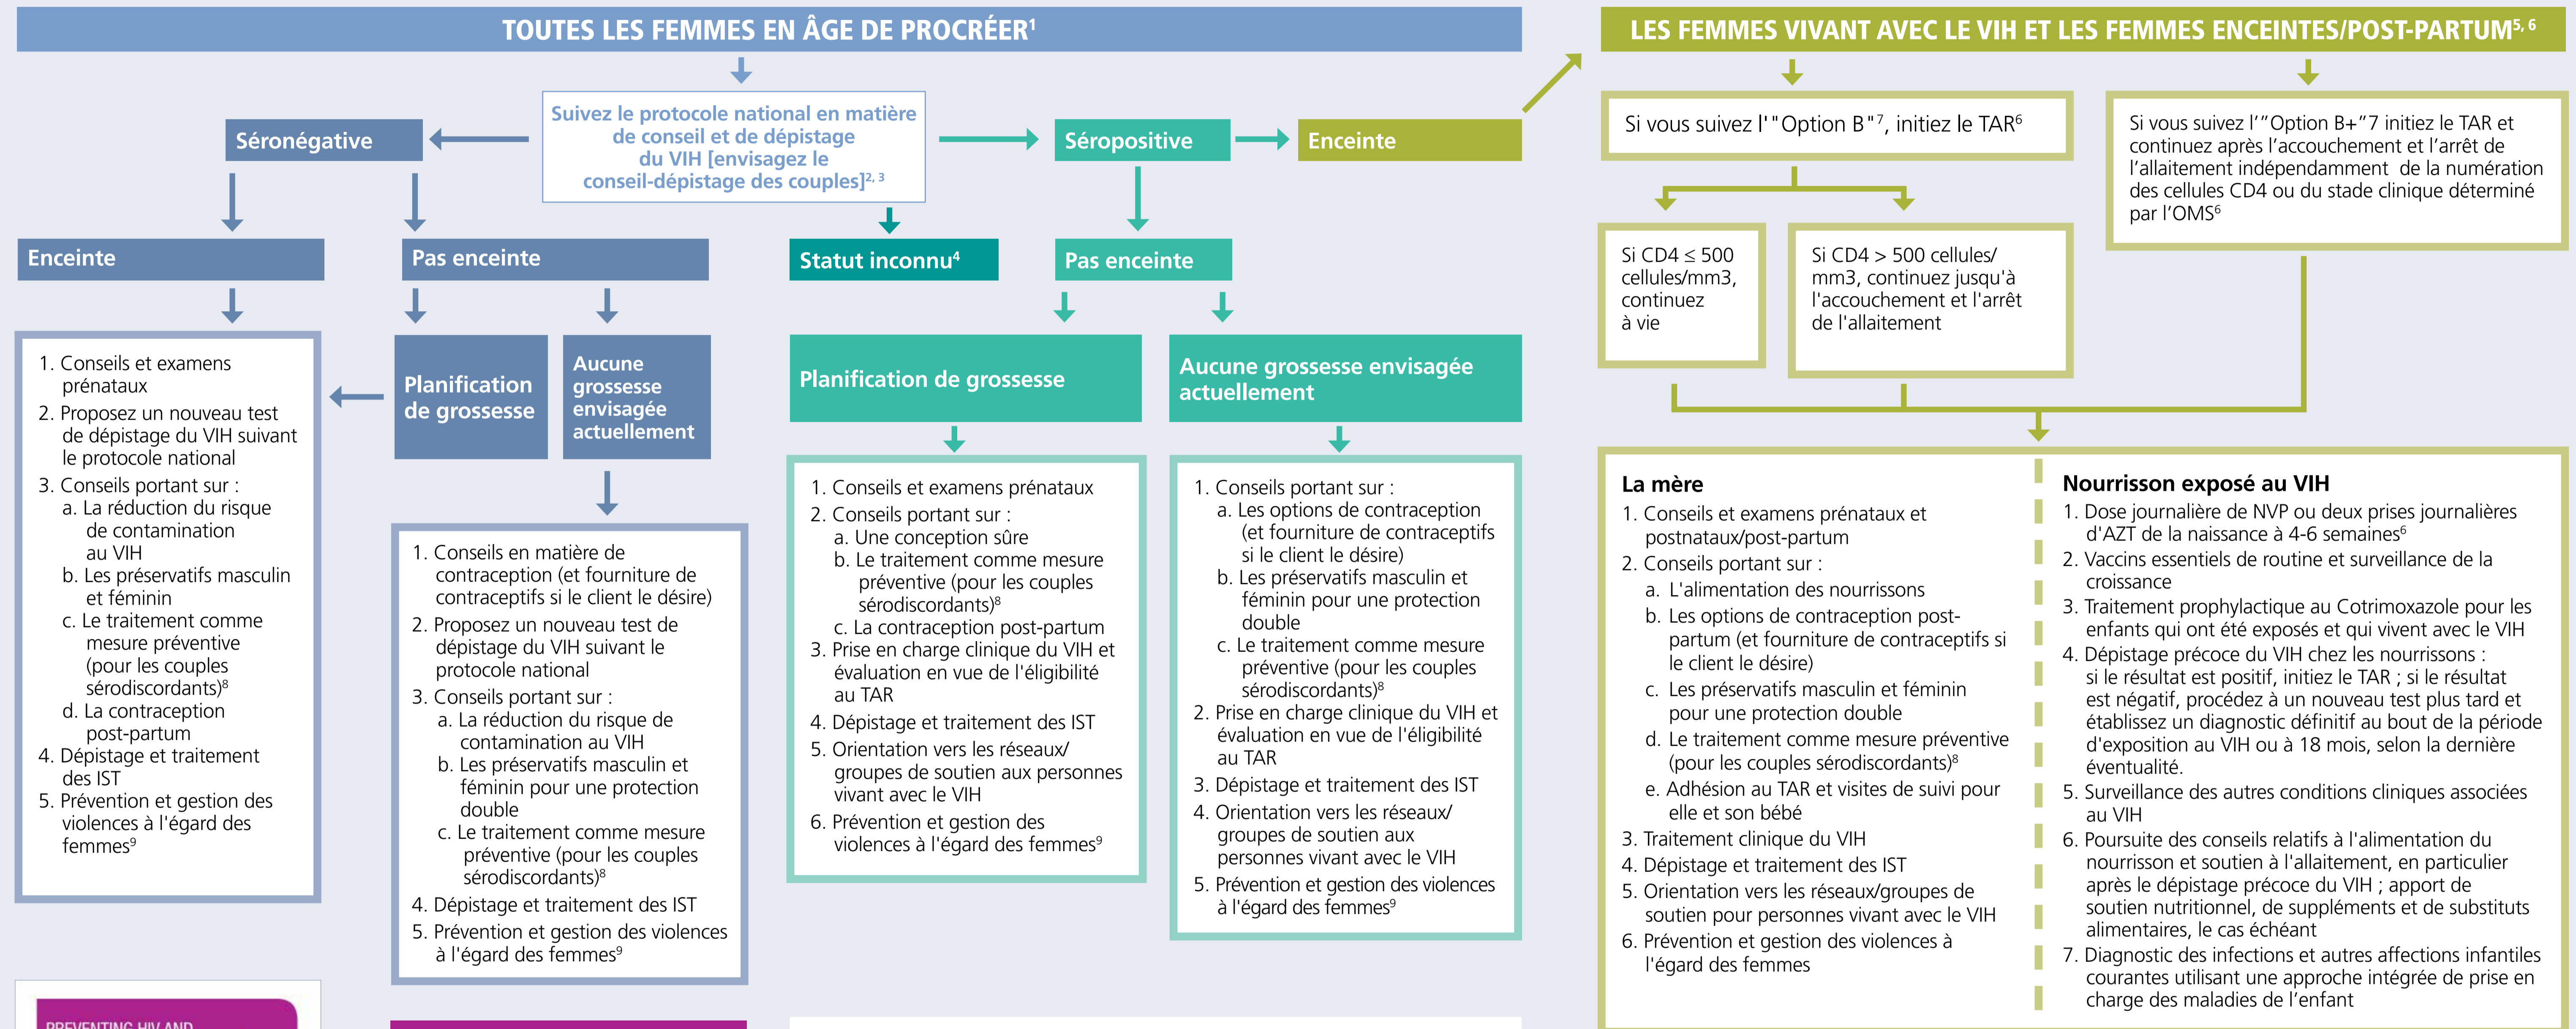 TOUTES LES FEMMES EN ÂGE DE PROCRÉER¹
Suivez le protocole national en matière
de conseil et de dépistage
du VIH [envisagez le
conseil-dépistage des couples]²˒ ³
Séronégative
Séropositive
Enceinte
Enceinte
Pas enceinte
Statut inconnu⁴
Pas enceinte
1. Conseils et examens
prénataux
2. Proposez un nouveau test
de dépistage du VIH suivant
le protocole national
3. Conseils portant sur :
a. La réduction du risque
de contamination
au VIH
b. Les préservatifs masculin
et féminin
c. Le traitement comme
mesure préventive
(pour les couples
sérodiscordants)⁸
d. La contraception
post-partum
4. Dépistage et traitement
des IST
5. Prévention et gestion des
violences à l'égard des
femmes⁹
Planification
de grossesse
Aucune
grossesse
envisagée
actuellement
1. Conseils en matière de
contraception (et fourniture de
contraceptifs si le client le désire)
2. Proposez un nouveau test de
dépistage du VIH suivant le
protocole national
3. Conseils portant sur :
a. La réduction du risque de
contamination au VIH
b. Les préservatifs masculin et
féminin pour une protection
double
c. Le traitement comme mesure
préventive (pour les couples
sérodiscordants)⁸
4. Dépistage et traitement des IST
5. Prévention et gestion des violences
à l'égard des femmes⁹
Planification de grossesse
1. Conseils et examens prénataux
2. Conseils portant sur :
a. Une conception sûre
b. Le traitement comme mesure
préventive (pour les couples
sérodiscordants)⁸
c. La contraception post-partum
3. Prise en charge clinique du VIH et
évaluation en vue de l'éligibilité
au TAR
4. Dépistage et traitement des IST
5. Orientation vers les réseaux/
groupes de soutien aux personnes
vivant avec le VIH
6. Prévention et gestion des
violences à l'égard des femmes⁹
Aucune grossesse envisagée
actuellement
1. Conseils portant sur :
a. Les options de contraception
(et fourniture de contraceptifs
si le client le désire)
b. Les préservatifs masculin et
féminin pour une protection
double
c. Le traitement comme mesure
préventive (pour les couples
sérodiscordants)⁸
2. Prise en charge clinique du VIH et
évaluation en vue de l'éligibilité
au TAR
3. Dépistage et traitement des IST
4. Orientation vers les réseaux/
groupes de soutien aux
personnes vivant avec le VIH
5. Prévention et gestion des violences
à l'égard des femmes⁹
LES FEMMES VIVANT AVEC LE VIH ET LES FEMMES ENCEINTES/POST-PARTUM⁵˒ ⁶
Si vous suivez l'"Option B"⁷, initiez le TAR⁶
Si vous suivez l’”Option B+”7 initiez le TAR et
continuez après l’accouchement et l’arrêt de
l’allaitement indépendamment de la numération
des cellules CD4 ou du stade clinique déterminé
par l’OMS⁶
Si CD4 ≤ 500
cellules/mm3,
continuez
à vie
Si CD4 > 500 cellules/
mm3, continuez jusqu'à
l'accouchement et l'arrêt
de l'allaitement
La mère
1. Conseils et examens prénataux et
postnataux/post-partum
2. Conseils portant sur :
a. L'alimentation des nourrissons
b. Les options de contraception post-
partum (et fourniture de contraceptifs si
le client le désire)
c. Les préservatifs masculin et féminin
pour une protection double
d. Le traitement comme mesure préventive
(pour les couples sérodiscordants)⁸
e. Adhésion au TAR et visites de suivi pour
elle et son bébé
3. Traitement clinique du VIH
4. Dépistage et traitement des IST
5. Orientation vers les réseaux/groupes de
soutien pour personnes vivant avec le VIH
6. Prévention et gestion des violences à
l'égard des femmes
Nourrisson exposé au VIH
1. Dose journalière de NVP ou deux prises journalières
d'AZT de la naissance à 4-6 semaines⁶
2. Vaccins essentiels de routine et surveillance de la
croissance
3. Traitement prophylactique au Cotrimoxazole pour les
enfants qui ont été exposés et qui vivent avec le VIH
4. Dépistage précoce du VIH chez les nourrissons :
si le résultat est positif, initiez le TAR ; si le résultat
est négatif, procédez à un nouveau test plus tard et
établissez un diagnostic définitif au bout de la période
d'exposition au VIH ou à 18 mois, selon la dernière
éventualité.
5. Surveillance des autres conditions cliniques associées
au VIH
6. Poursuite des conseils relatifs à l'alimentation du
nourrisson et soutien à l'allaitement, en particulier
après le dépistage précoce du VIH ; apport de
soutien nutritionnel, de suppléments et de substituts
alimentaires, le cas échéant
7. Diagnostic des infections et autres affections infantiles
courantes utilisant une approche intégrée de prise en
charge des maladies de l’enfant
PREVENTING HIV AND